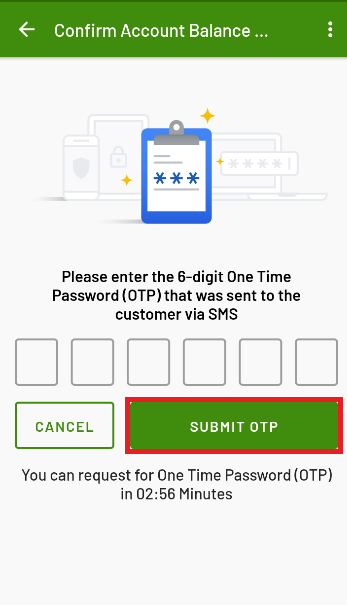 Confirm Account Balance ...
Please enter the 6-digit One Time
Password (OTP) that was sent to the
customer via SMS
CANCEL
SUBMIT OTP
You can request for One Time Password (OTP)
in 02:56 Minutes